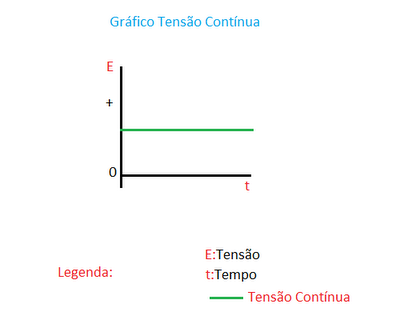 Gráfico Tensão Contínua
E
+
0
t
E:Tensão
Legenda:
t:Tempo
Tensão Contínua